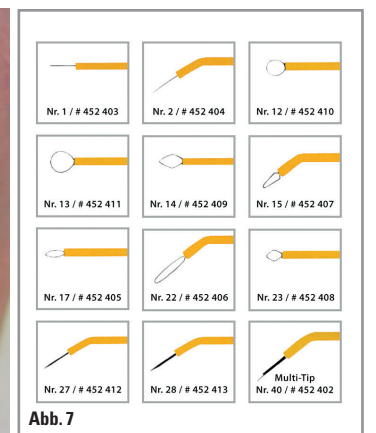 Nr. 1 / # 452 403
Nr. 2 / # 452 404
Nr. 12 / # 452 410
Nr. 13 / # 452 411
Nr. 14 / # 452 409
Nr. 15 / # 452 407
Nr. 17 / # 452 405
Nr. 22 / # 452 406
Nr. 23 / # 452 408
Nr. 27 / # 452 412
Nr. 28 / # 452 413
Multi-Tip
Nr. 40 / # 452 402
Abb. 7